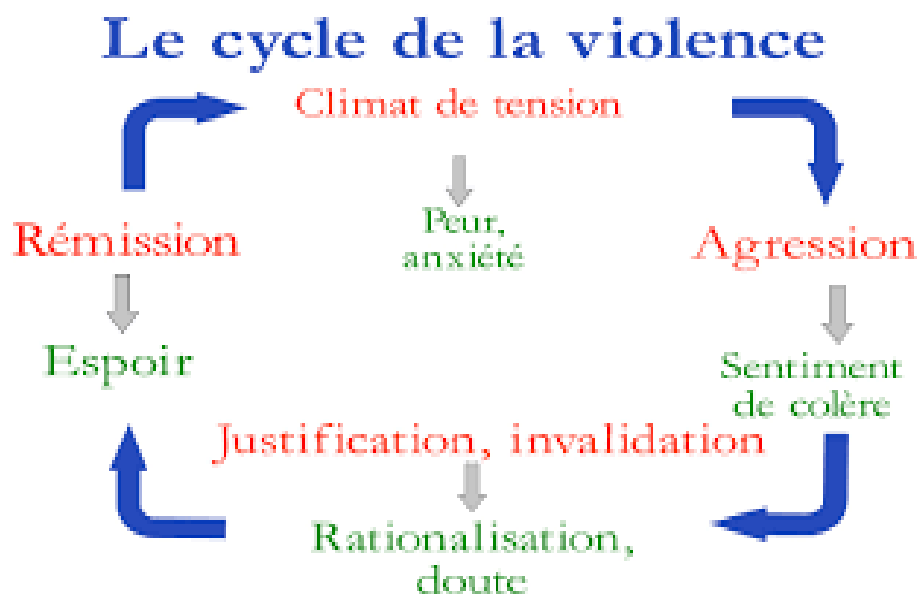 Le cycle de la violence
Climat de tension
Peur,
anxiété
Rémission
Agression
Espoir
Sentiment
de colère
Justification, invalidation
Rationalisation,
doute